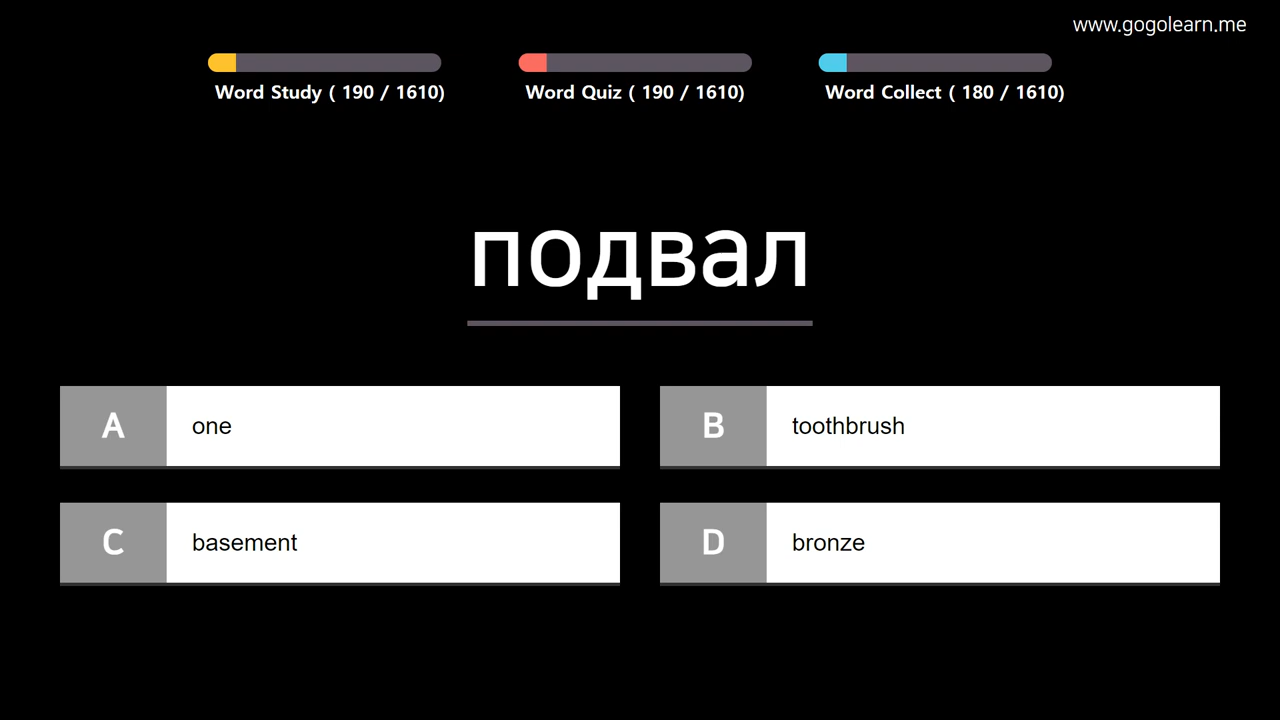 www.gogolearn.me
Word Study ( 190 / 1610)
Word Quiz ( 190 / 1610)
Word Collect ( 180 / 1610)
подвал
A one
B toothbrush
C basement
D bronze